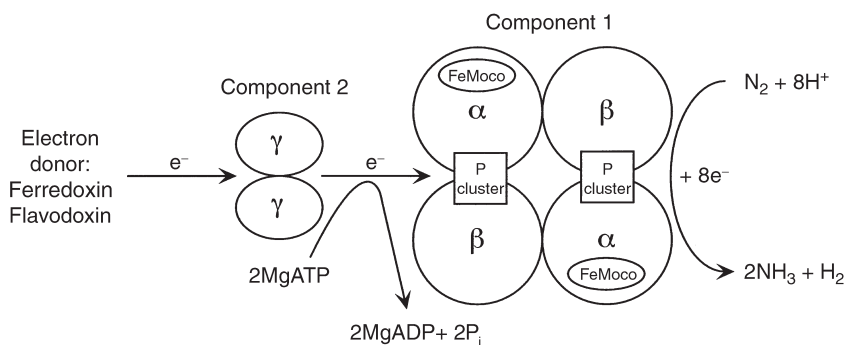 Component 1
FeMoco
α
β
N₂ + 8H⁺
Component 2
γ
Electron
donor:
Ferredoxin
Flavodoxin
e⁻
e⁻
P
cluster
P
cluster
+ 8e⁻
γ
β
α
FeMoco
2MgATP
2NH₃ + H₂
2MgADP+ 2Pᵢ